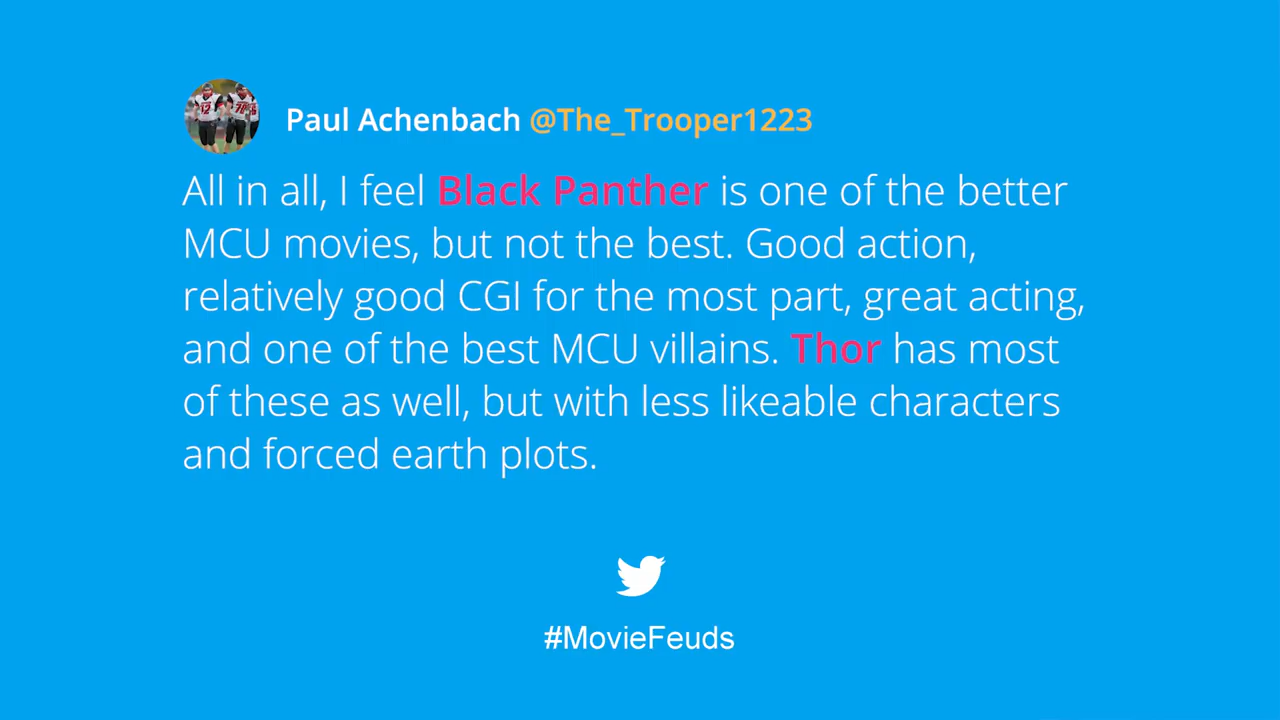 Paul Achenbach @The_Trooper1223
All in all, I feel Black Panther is one of the better
MCU movies, but not the best. Good action,
relatively good CGI for the most part, great acting,
and one of the best MCU villains. Thor has most
of these as well, but with less likeable characters
and forced earth plots.
#MovieFeuds